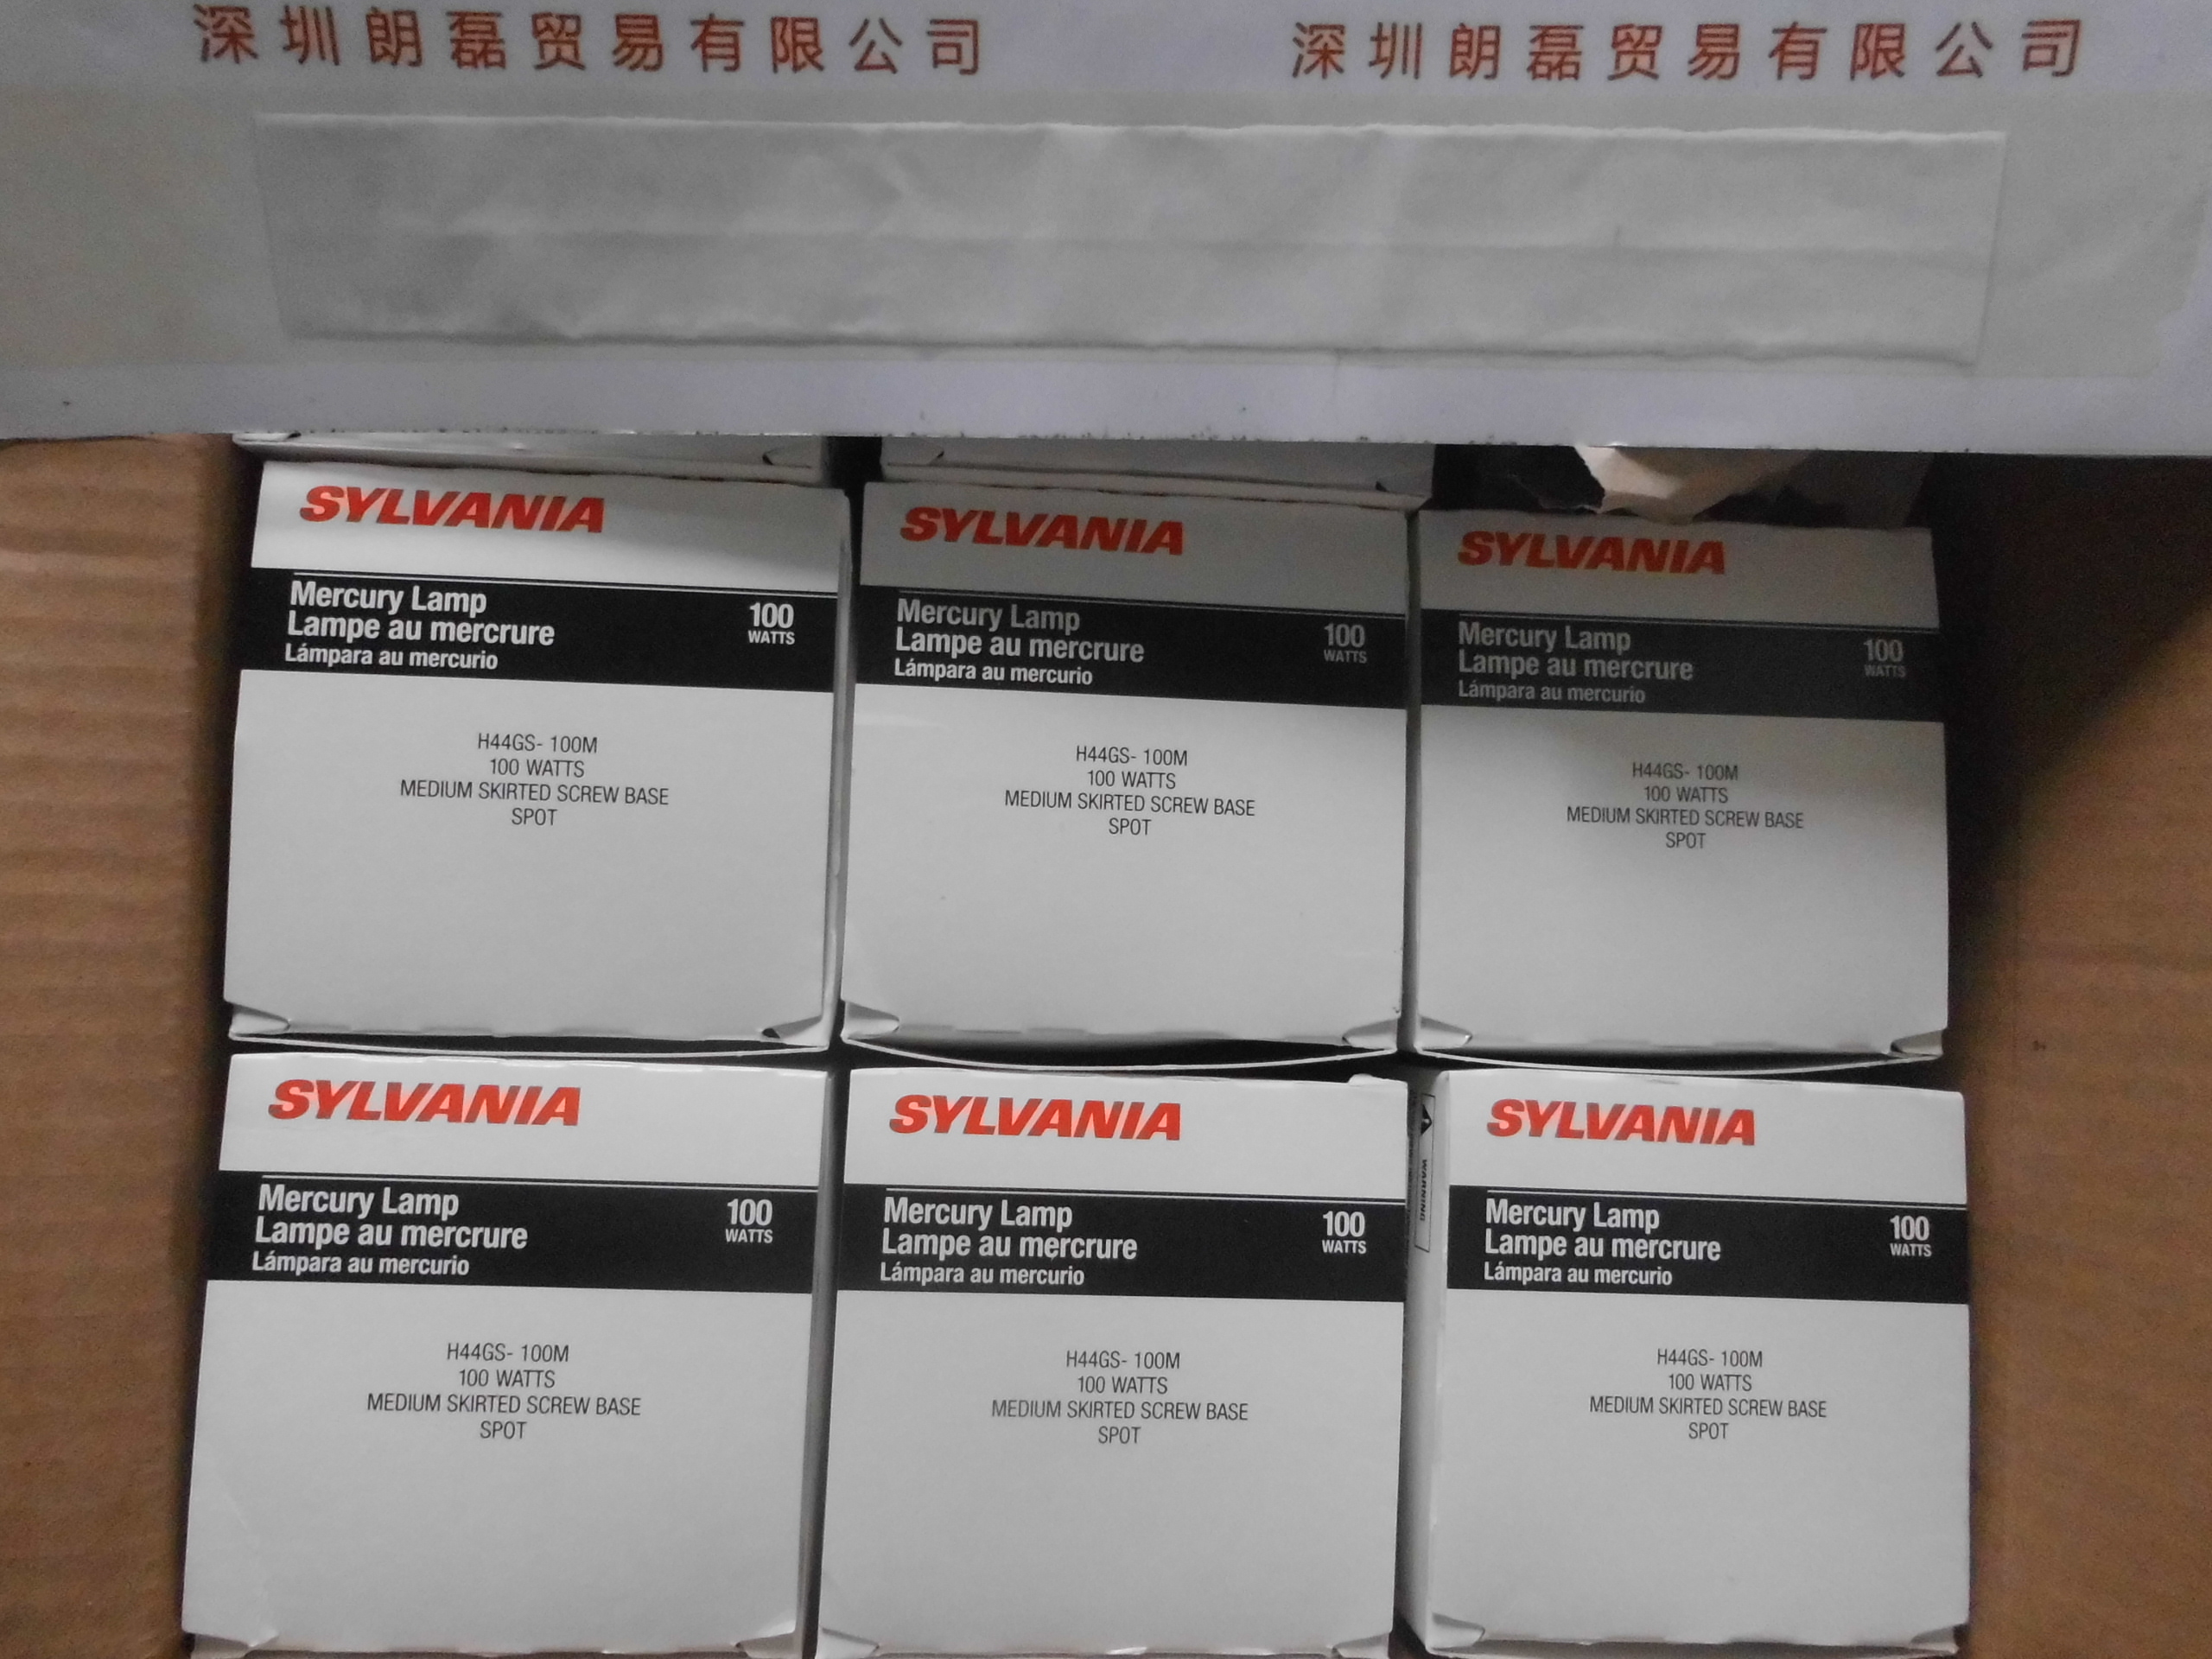 深圳朗磊贸易有限公司 深圳朗磊贸易有限公司
SYLVANIA
Mercury Lamp
Lampe au mercrure
Lámpara au mercurio
100
WATTS
H44GS- 100M
100 WATTS
MEDIUM SKIRTED SCREW BASE
SPOT
SYLVANIA
Mercury Lamp
Lampe au mercrure
Lámpara au mercurio
100
WATTS
H44GS- 100M
100 WATTS
MEDIUM SKIRTED SCREW BASE
SPOT
SYLVANIA
Mercury Lamp
Lampe au mercrure
Lámpara au mercurio
100
WATTS
H44GS- 100M
100 WATTS
MEDIUM SKIRTED SCREW BASE
SPOT
SYLVANIA
Mercury Lamp
Lampe au mercrure
Lámpara au mercurio
100
WATTS
H44GS- 100M
100 WATTS
MEDIUM SKIRTED SCREW BASE
SPOT
SYLVANIA
Mercury Lamp
Lampe au mercrure
Lámpara au mercurio
100
WATTS
H44GS- 100M
100 WATTS
MEDIUM SKIRTED SCREW BASE
SPOT
WARNING
SYLVANIA
Mercury Lamp
Lampe au mercrure
Lámpara au mercurio
100
WATTS
H44GS- 100M
100 WATTS
MEDIUM SKIRTED SCREW BASE
SPOT